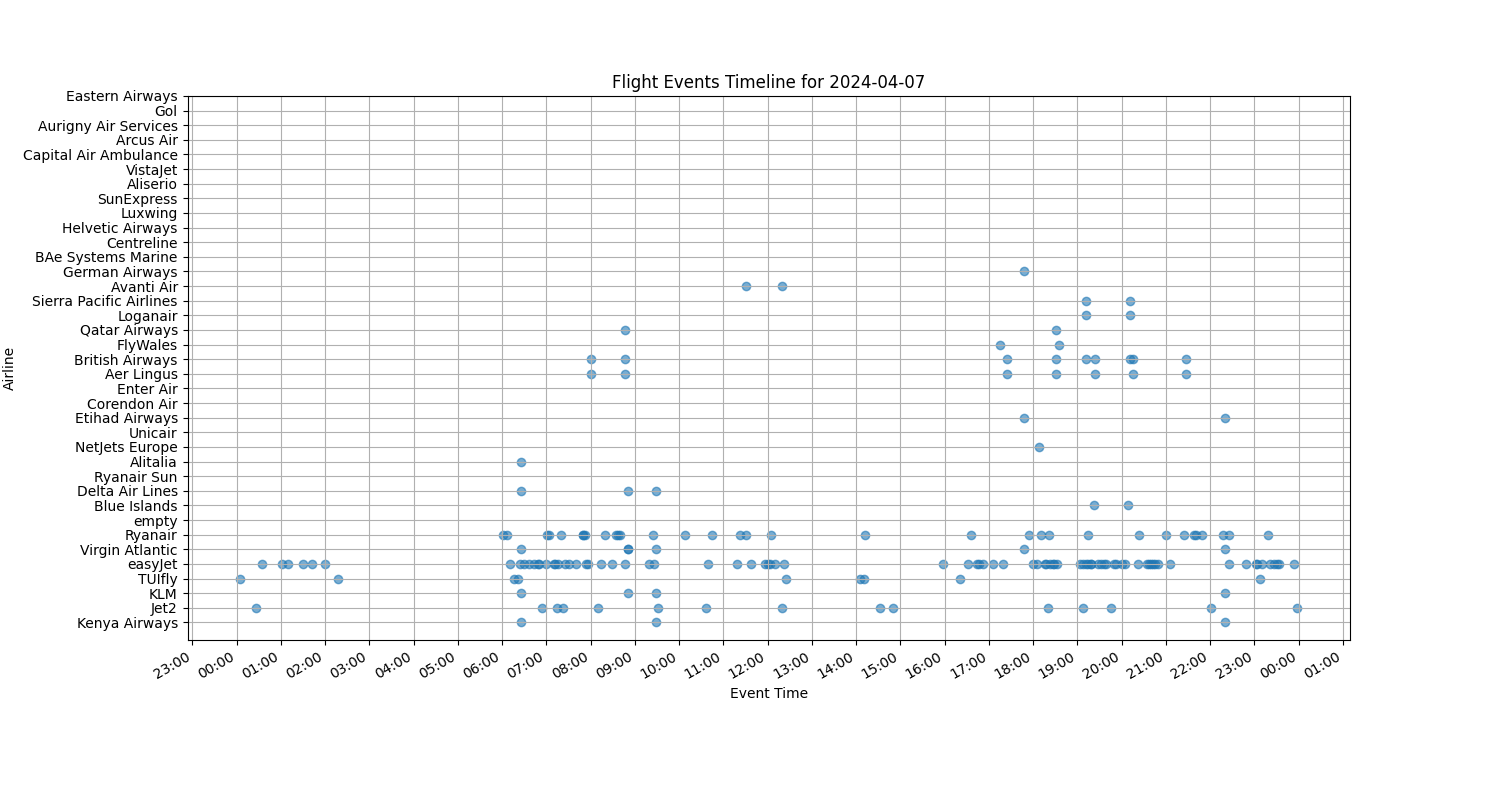 Flight Events Timeline for 2024-04-07
Eastern Airways
Gol
Aurigny Air Services
Arcus Air
Capital Air Ambulance
VistaJet
Aliserio
SunExpress
Luxwing
Helvetic Airways
Centreline
BAe Systems Marine
German Airways
Avanti Air
Sierra Pacific Airlines
Loganair
Qatar Airways
FlyWales
British Airways
Aer Lingus
Enter Air
Corendon Air
Etihad Airways
Unicair
NetJets Europe
Alitalia
Ryanair Sun
Delta Air Lines
Blue Islands
empty
Ryanair
Virgin Atlantic
easyJet
TUIfly
KLM
Jet2
Kenya Airways
Airline
23:00 00:00 01:00 02:00 03:00 04:00 05:00 06:00 07:00 08:00 09:00 10:00 11:00 12:00 13:00 14:00 15:00 16:00 17:00 18:00 19:00 20:00 21:00 22:00 23:00 00:00 01:00
Event Time